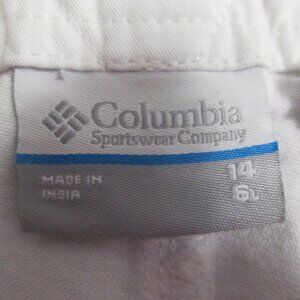 Columbia
Sportswear Company
MADE IN
INDIA
14
6L